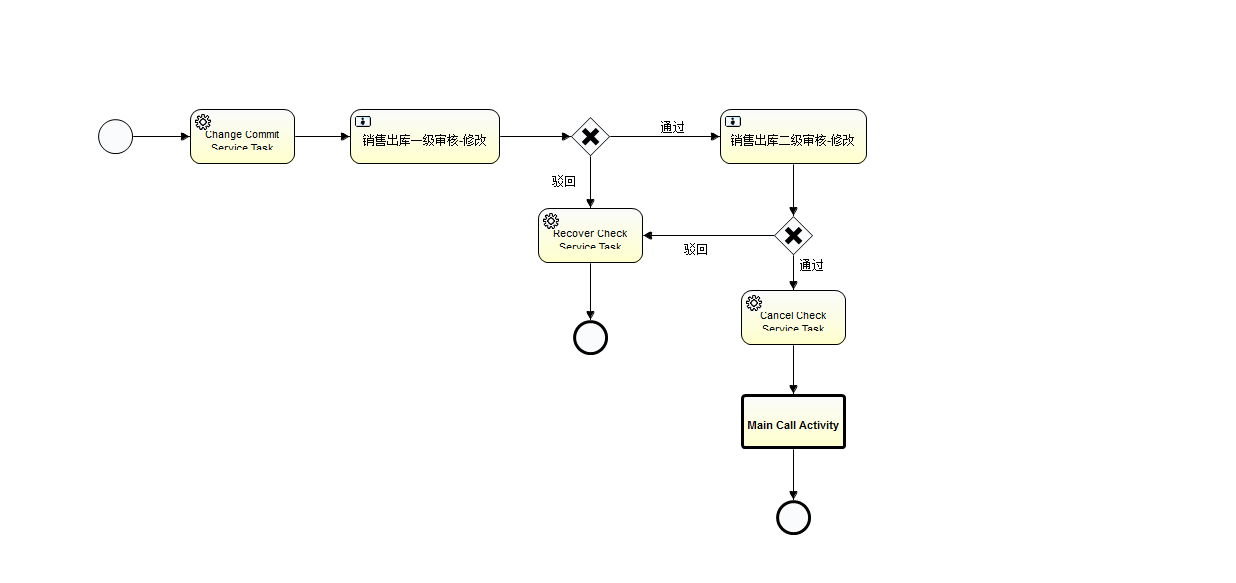 Change Commit
Service Task
销售出库一级审核-修改
通过
销售出库二级审核-修改
驳回
Recover Check
Service Task
驳回
通过
Cancel Check
Service Task
Main Call Activity